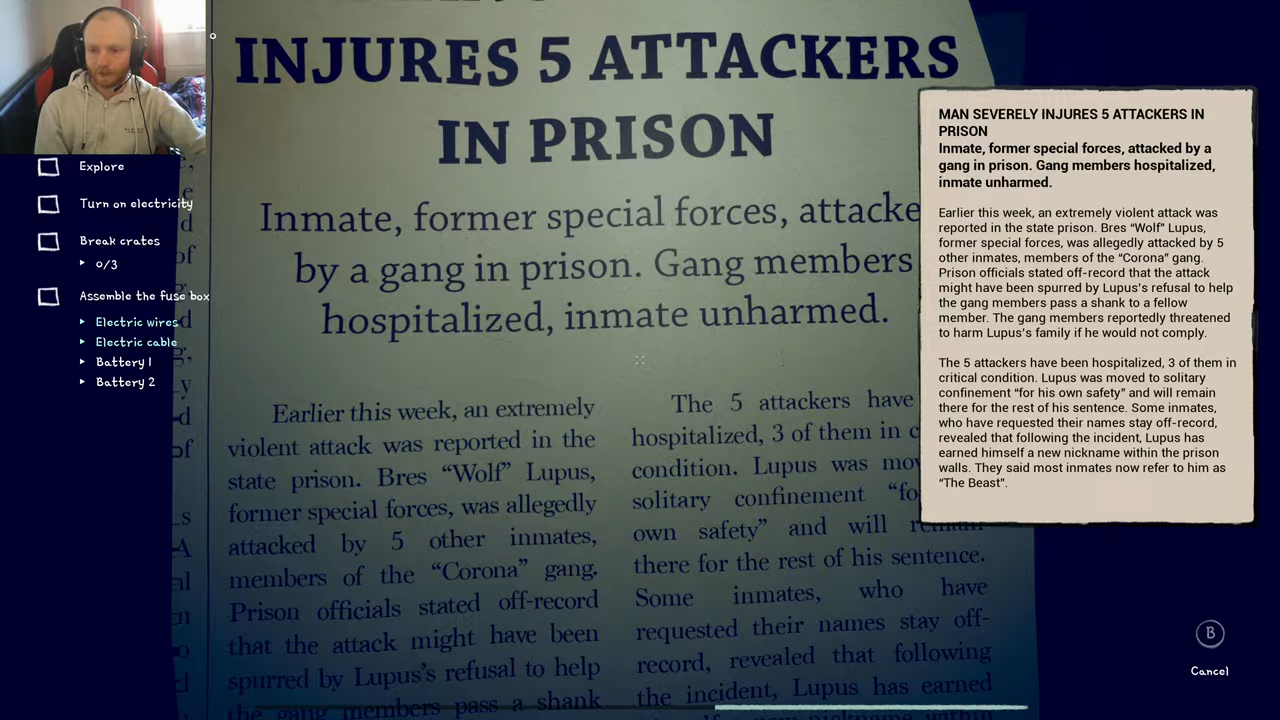 INJURES 5 ATTACKERS
IN PRISON
Inmate, former special forces, attacke
by a gang in prison. Gang members
hospitalized, inmate unharmed.
Earlier this week, an extremely
violent attack was reported in the
state prison. Bres “Wolf” Lupus,
former special forces, was allegedly
attacked by 5 other inmates,
members of the “Corona” gang.
Prison officials stated off-record
that the attack might have been
spurred by Lupus's refusal to help
the gang members pass a shank
The 5 attackers have
hospitalized, 3 of them in c
condition. Lupus was mov
solitary confinement “fo
own safety” and will remain
there for the rest of his sentence.
Some inmates, who have
requested their names stay off-
record, revealed that following
the incident, Lupus has earned
Explore
Turn on electricity
Break crates
0/3
Assemble the fuse box
Electric wires
Electric cable
Battery 1
Battery 2
MAN SEVERELY INJURES 5 ATTACKERS IN
PRISON
Inmate, former special forces, attacked by a
gang in prison. Gang members hospitalized,
inmate unharmed.
Earlier this week, an extremely violent attack was
reported in the state prison. Bres “Wolf” Lupus,
former special forces, was allegedly attacked by 5
other inmates, members of the “Corona” gang.
Prison officials stated off-record that the attack
might have been spurred by Lupus's refusal to help
the gang members pass a shank to a fellow
member. The gang members reportedly threatened
to harm Lupus's family if he would not comply.
The 5 attackers have been hospitalized, 3 of them in
critical condition. Lupus was moved to solitary
confinement “for his own safety” and will remain
there for the rest of his sentence. Some inmates,
who have requested their names stay off-record,
revealed that following the incident, Lupus has
earned himself a new nickname within the prison
walls. They said most inmates now refer to him as
“The Beast”.
B
Cancel